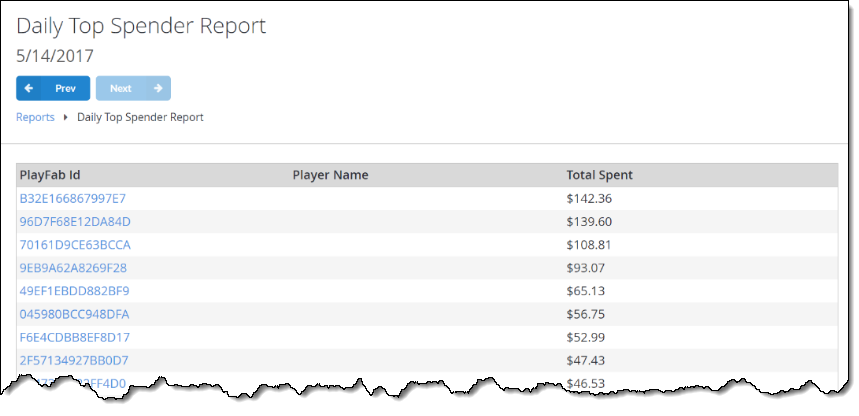 Daily Top Spender Report
5/14/2017
Prev Next
Reports Daily Top Spender Report
PlayFab Id Player Name Total Spent
B32E166867997E7 $142.36
96D7F68E12DA84D $139.60
70161D9CE63BCCA $108.81
9EB9A62A8269F28 $93.07
49EF1EBDD882BF9 $65.13
045980BCC948DFA $56.75
F6E4CDBB8EF8D17 $52.99
2F57134927BB0D7 $47.43
$46.53